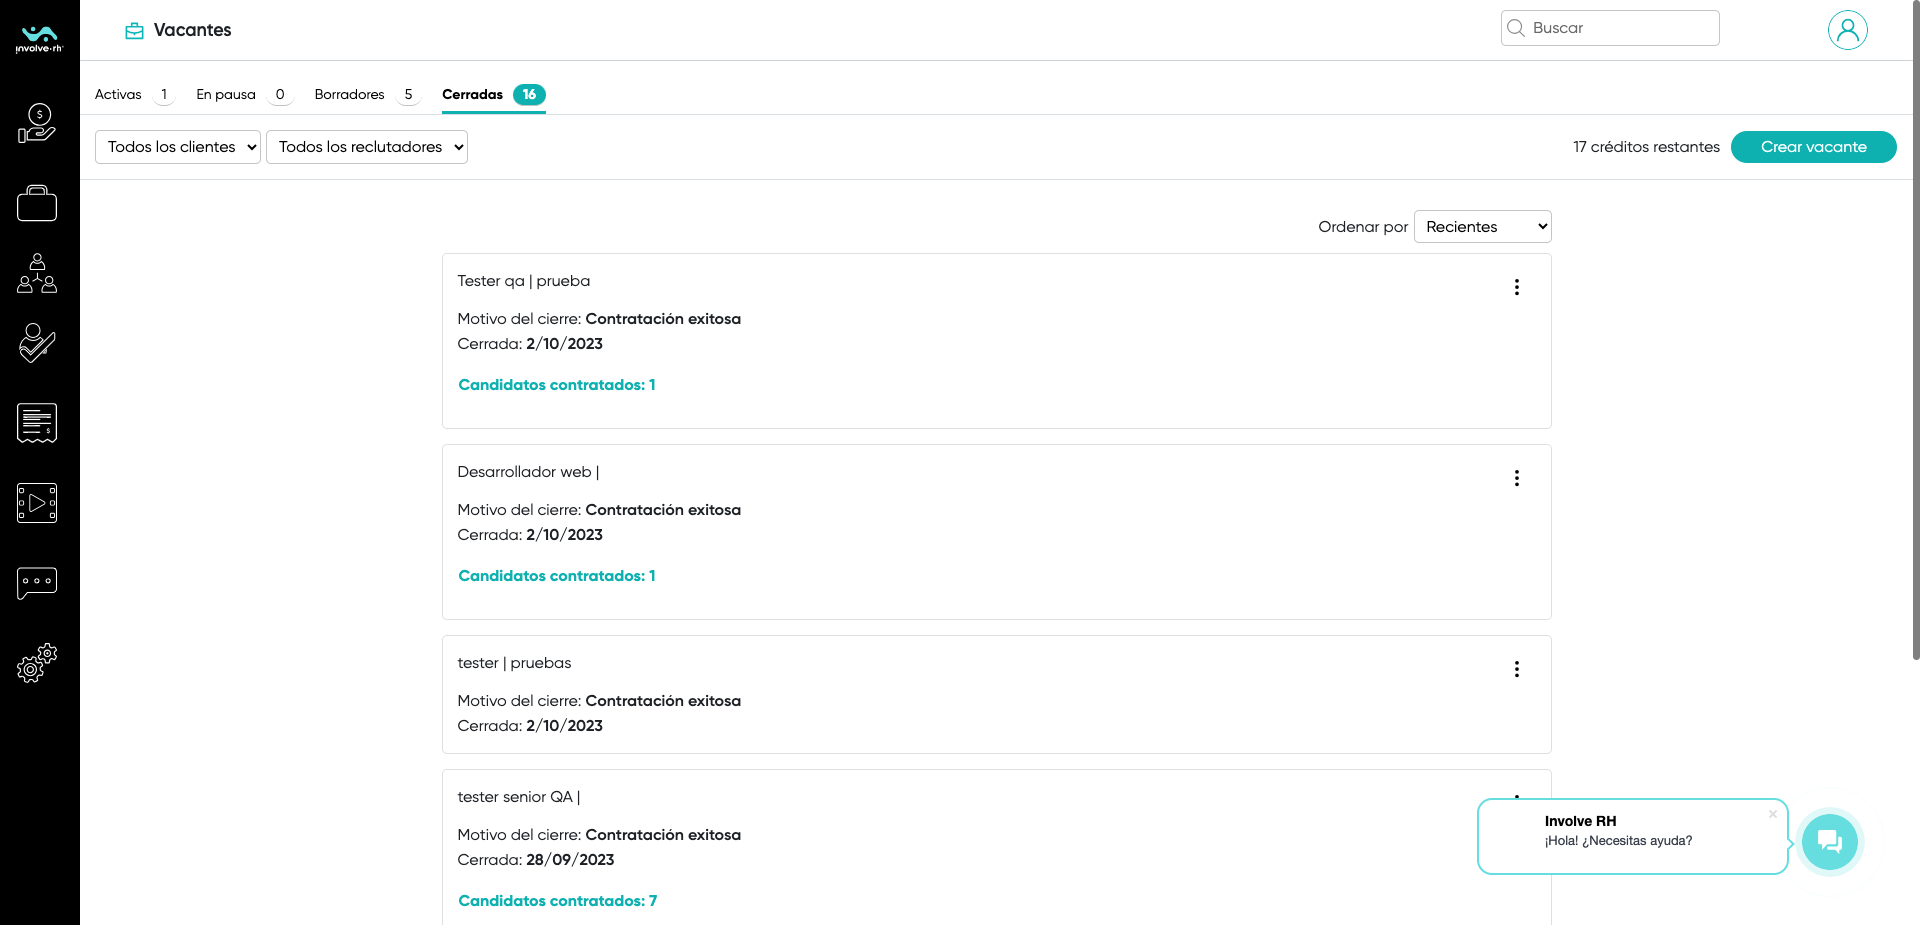 involve·rh
Vacantes
Buscar
Activas 1 En pausa 0 Borradores 5 Cerradas 16
Todos los clientes Todos los reclutadores 17 créditos restantes Crear vacante
Ordenar por Recientes
Tester qa | prueba
Motivo del cierre: Contratación exitosa
Cerrada: 2/10/2023
Candidatos contratados: 1
Desarrollador web |
Motivo del cierre: Contratación exitosa
Cerrada: 2/10/2023
Candidatos contratados: 1
tester | pruebas
Motivo del cierre: Contratación exitosa
Cerrada: 2/10/2023
tester senior QA |
Motivo del cierre: Contratación exitosa
Cerrada: 28/09/2023
Candidatos contratados: 7
Involve RH
¡Hola! ¿Necesitas ayuda?